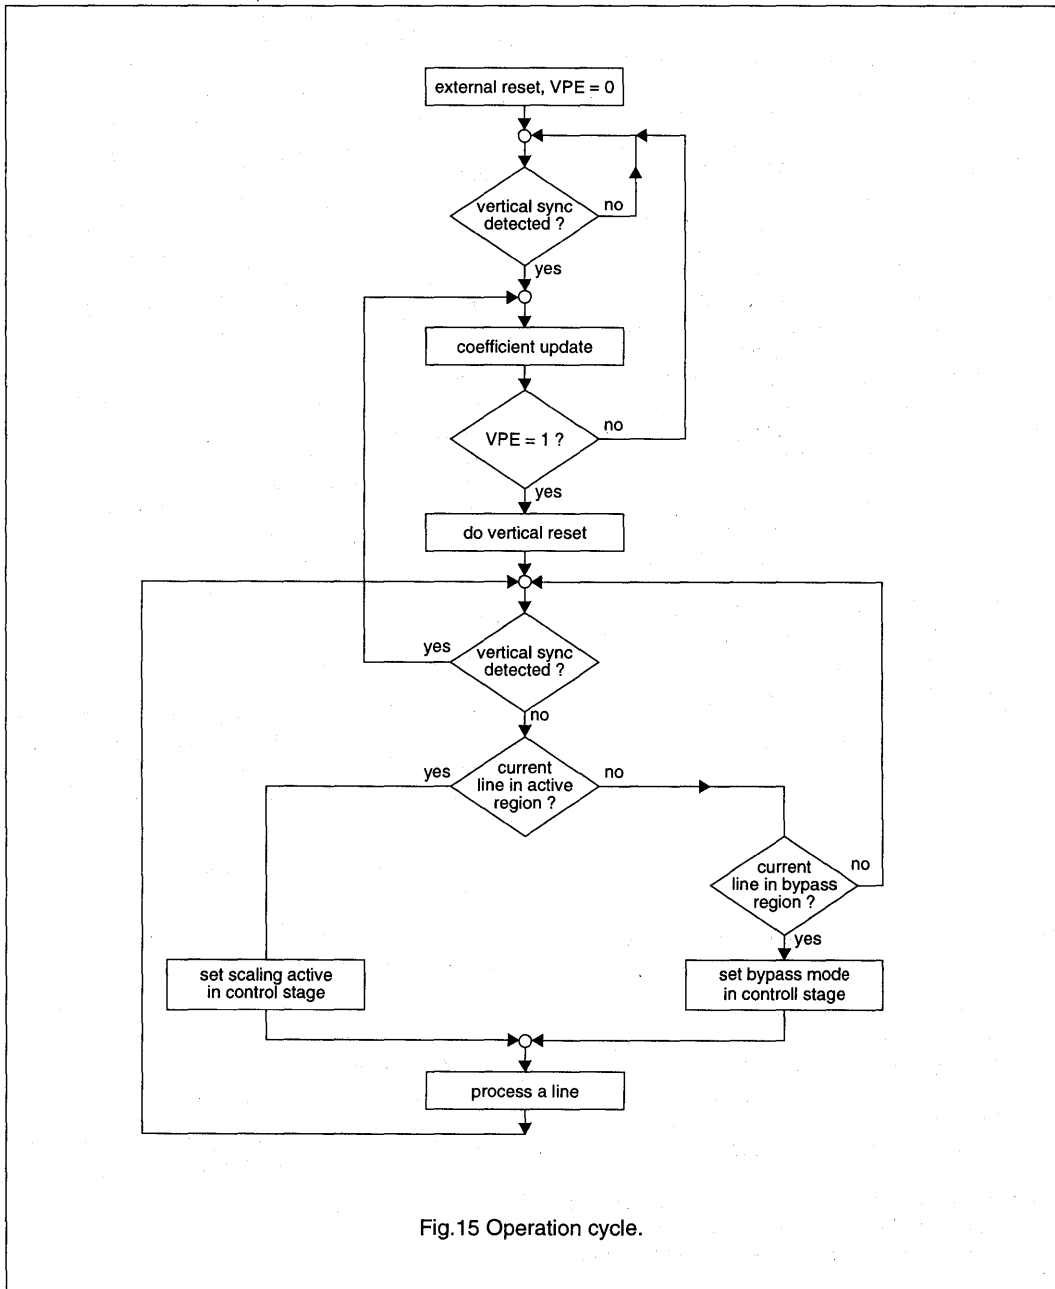 external reset, VPE = 0
vertical sync
detected ?
no
yes
coefficient update
VPE = 1 ?
no
yes
do vertical reset
vertical sync
detected ?
yes
no
current
line in active
region ?
yes
no
current
line in bypass
region ?
no
yes
set scaling active
in control stage
set bypass mode
in controll stage
process a line
Fig.15 Operation cycle.